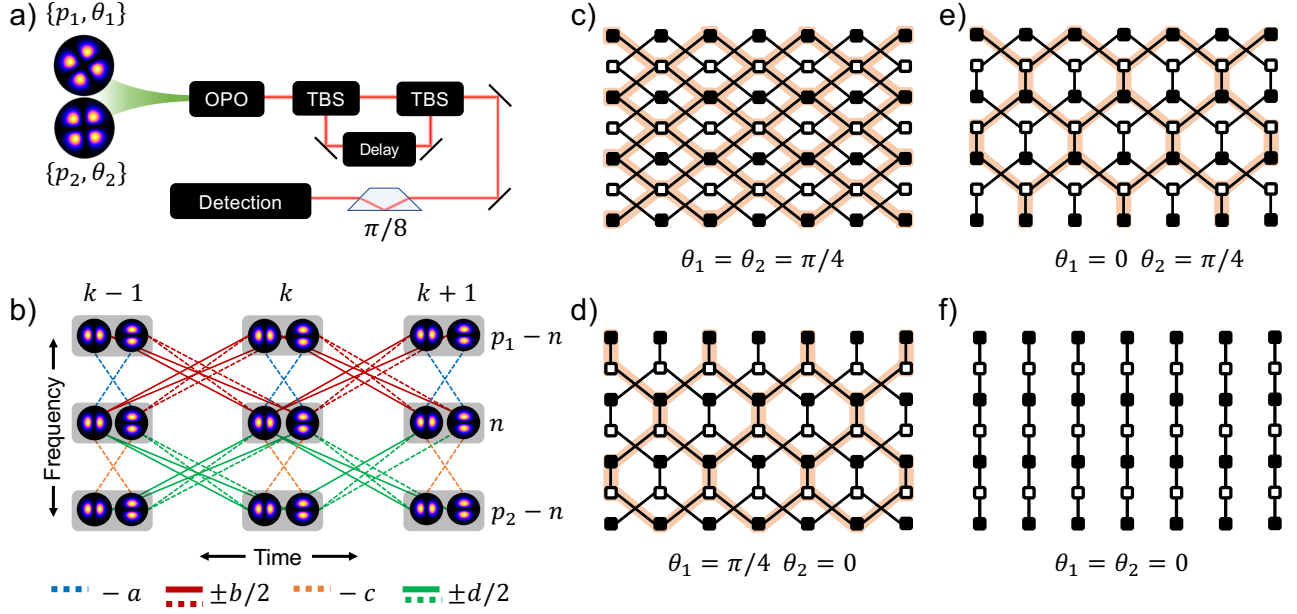 a)
{p₁, θ₁}
{p₂, θ₂}
OPO
TBS
TBS
Delay
Detection
π/8
b)
k − 1
k
k + 1
p₁ − n
n
p₂ − n
Frequency
Time
− a
±b/2
− c
±d/2
c)
θ₁ = θ₂ = π/4
d)
θ₁ = π/4 θ₂ = 0
e)
θ₁ = 0 θ₂ = π/4
f)
θ₁ = θ₂ = 0